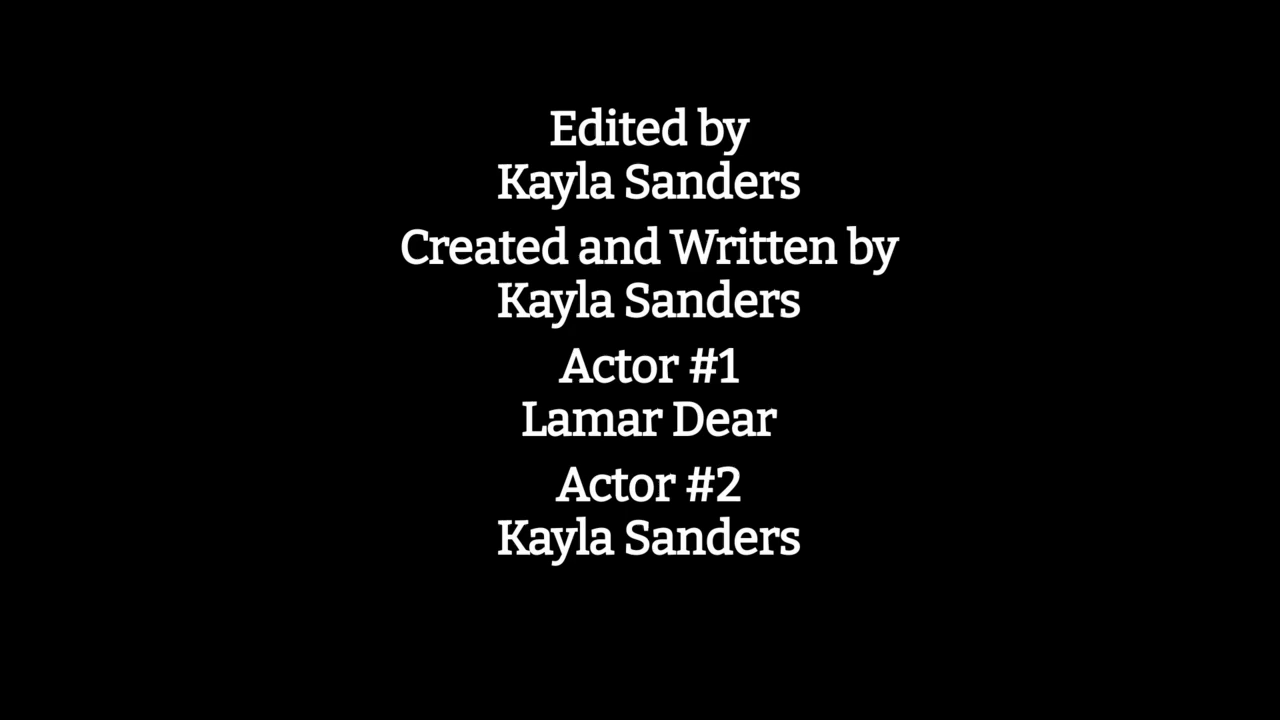 Edited by
Kayla Sanders
Created and Written by
Kayla Sanders
Actor #1
Lamar Dear
Actor #2
Kayla Sanders